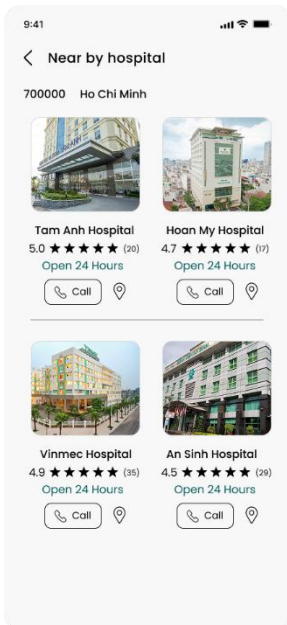 9:41
Near by hospital
700000 Ho Chi Minh
Tam Anh Hospital
5.0 ★★★★★ (20)
Open 24 Hours
Call
Hoan My Hospital
4.7 ★★★★★ (17)
Open 24 Hours
Call
Vinmec Hospital
4.9 ★★★★★ (35)
Open 24 Hours
Call
An Sinh Hospital
4.5 ★★★★★ (29)
Open 24 Hours
Call